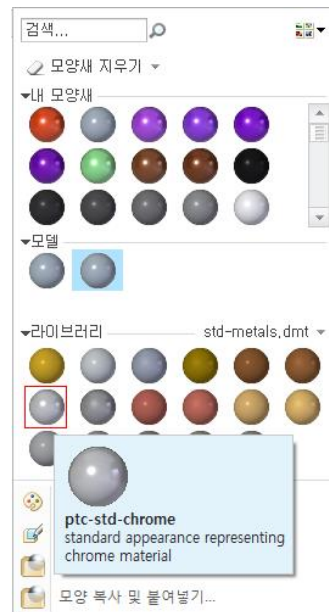 검색...
모양새 지우기
내 모양새
모델
라이브러리 std-metals.dmt
ptc-std-chrome
standard appearance representing
chrome material
모양 복사 및 붙여넣기...